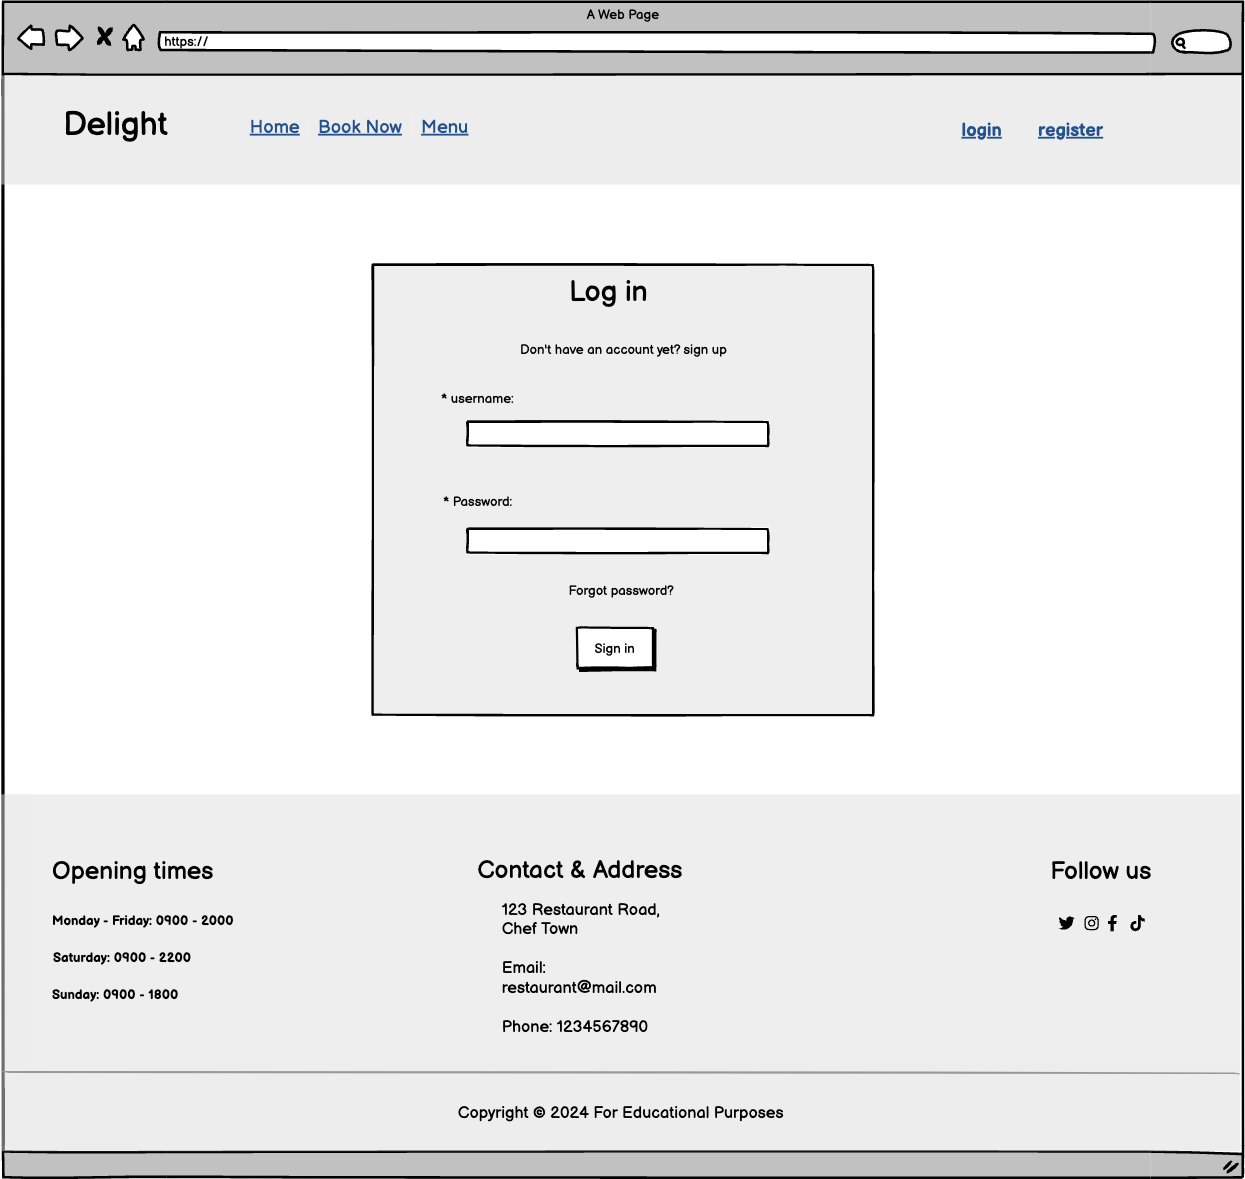 A Web Page
https://
Delight
Home Book Now Menu
login register
Log in
Don't have an account yet? sign up
* username:
* Password:
Forgot password?
Sign in
Opening times
Monday - Friday: 0900 - 2000
Saturday: 0900 - 2200
Sunday: 0900 - 1800
Contact & Address
123 Restaurant Road,
Chef Town
Email:
restaurant@mail.com
Phone: 1234567890
Follow us
Copyright © 2024 For Educational Purposes